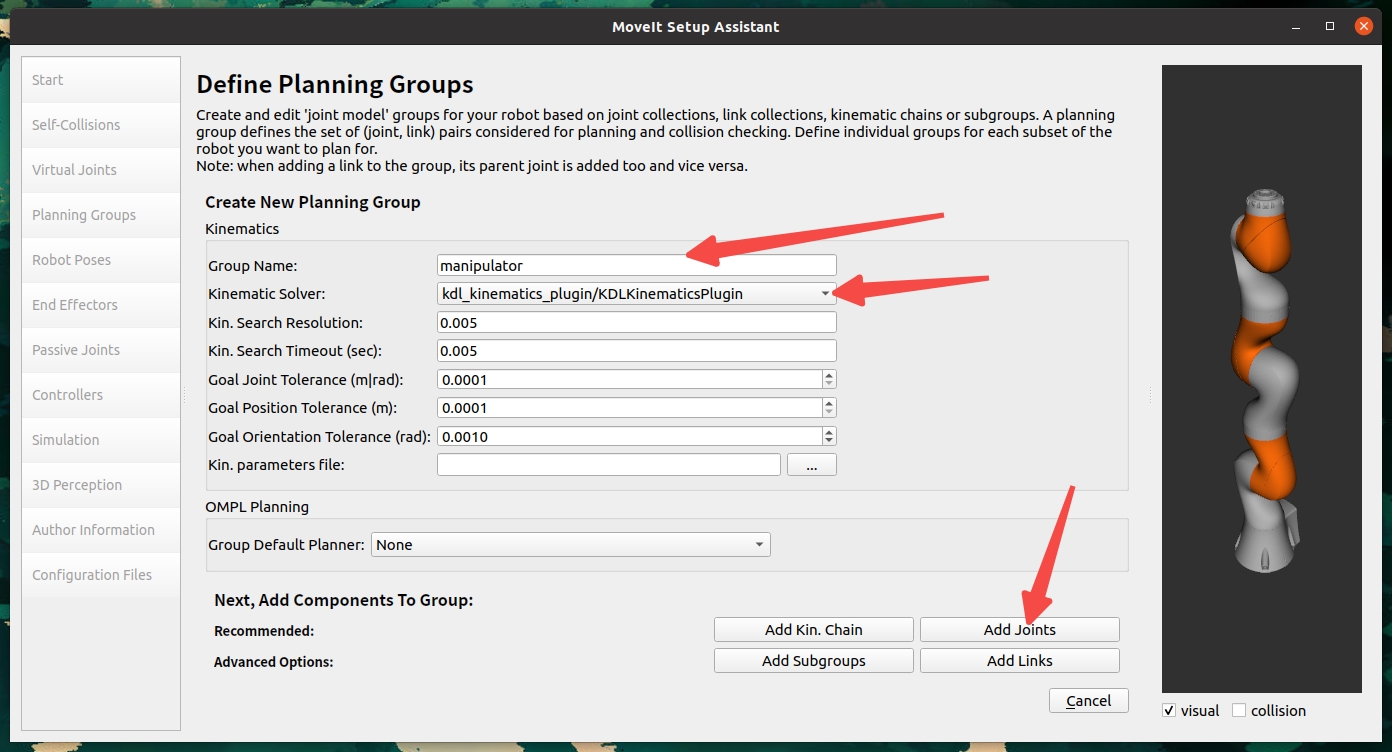 MoveIt Setup Assistant
Start
Self-Collisions
Virtual Joints
Planning Groups
Robot Poses
End Effectors
Passive Joints
Controllers
Simulation
3D Perception
Author Information
Configuration Files
Define Planning Groups
Create and edit 'joint model' groups for your robot based on joint collections, link collections, kinematic chains or subgroups. A planning
group defines the set of (joint, link) pairs considered for planning and collision checking. Define individual groups for each subset of the
robot you want to plan for.
Note: when adding a link to the group, its parent joint is added too and vice versa.
Create New Planning Group
Kinematics
Group Name: manipulator
Kinematic Solver: kdl_kinematics_plugin/KDLKinematicsPlugin
Kin. Search Resolution: 0.005
Kin. Search Timeout (sec): 0.005
Goal Joint Tolerance (m|rad): 0.0001
Goal Position Tolerance (m): 0.0001
Goal Orientation Tolerance (rad): 0.0010
Kin. parameters file: ...
OMPL Planning
Group Default Planner: None
Next, Add Components To Group:
Recommended: Add Kin. Chain Add Joints
Advanced Options: Add Subgroups Add Links
Cancel
visual collision